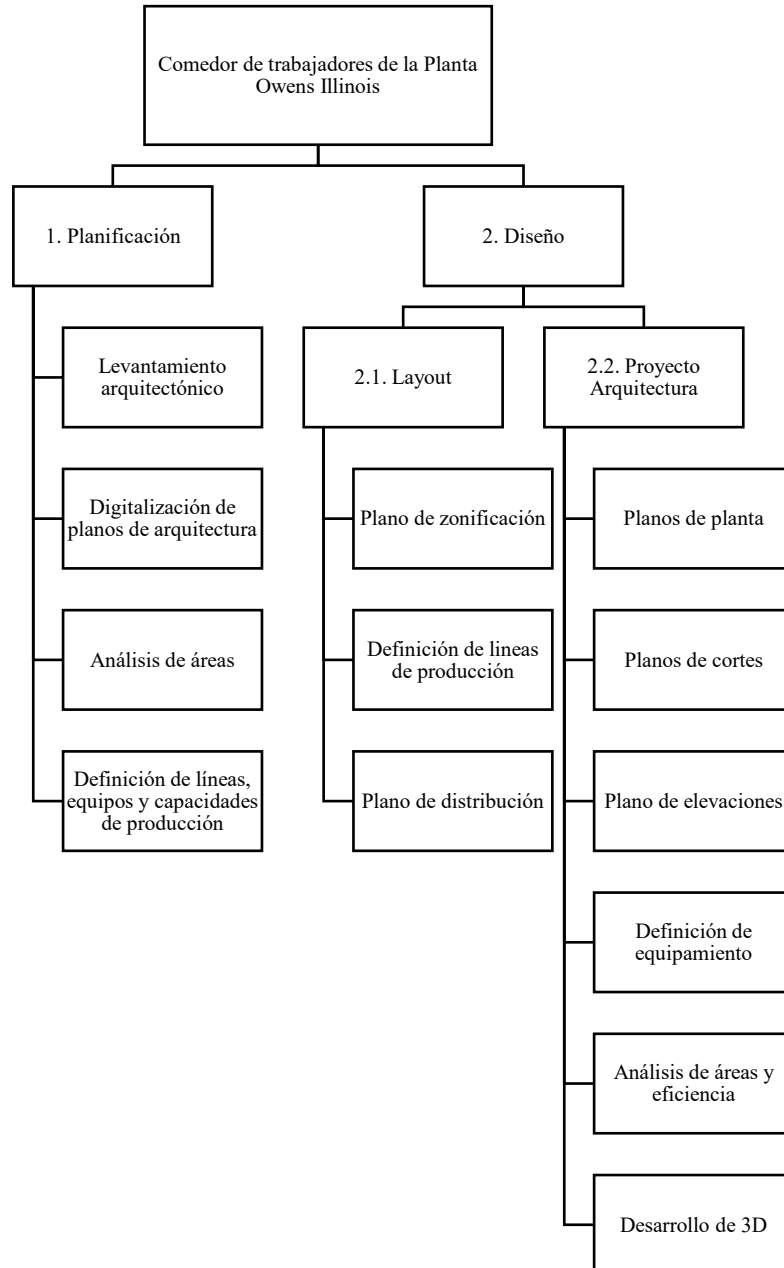 Comedor de trabajadores de la Planta
Owens Illinois
1. Planificación
2. Diseño
Levantamiento
arquitectónico
Digitalización de
planos de arquitectura
Análisis de áreas
Definición de líneas,
equipos y capacidades
de producción
2.1. Layout
Plano de zonificación
Definición de lineas
de producción
Plano de distribución
2.2. Proyecto
Arquitectura
Planos de planta
Planos de cortes
Plano de elevaciones
Definición de
equipamiento
Análisis de áreas y
eficiencia
Desarrollo de 3D